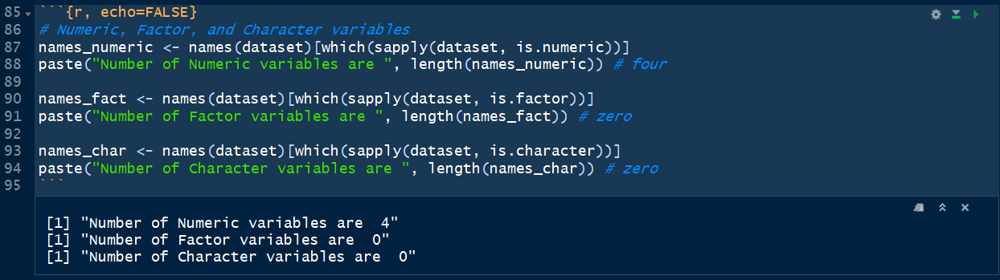 85 ```{r, echo=FALSE}
86 # Numeric, Factor, and Character variables
87 names_numeric <- names(dataset)[which(sapply(dataset, is.numeric))]
88 paste("Number of Numeric variables are ", length(names_numeric)) # four
89
90 names_fact <- names(dataset)[which(sapply(dataset, is.factor))]
91 paste("Number of Factor variables are ", length(names_fact)) # zero
92
93 names_char <- names(dataset)[which(sapply(dataset, is.character))]
94 paste("Number of Character variables are ", length(names_char)) # zero
95 ```
[1] "Number of Numeric variables are  4"
[1] "Number of Factor variables are  0"
[1] "Number of Character variables are  0"